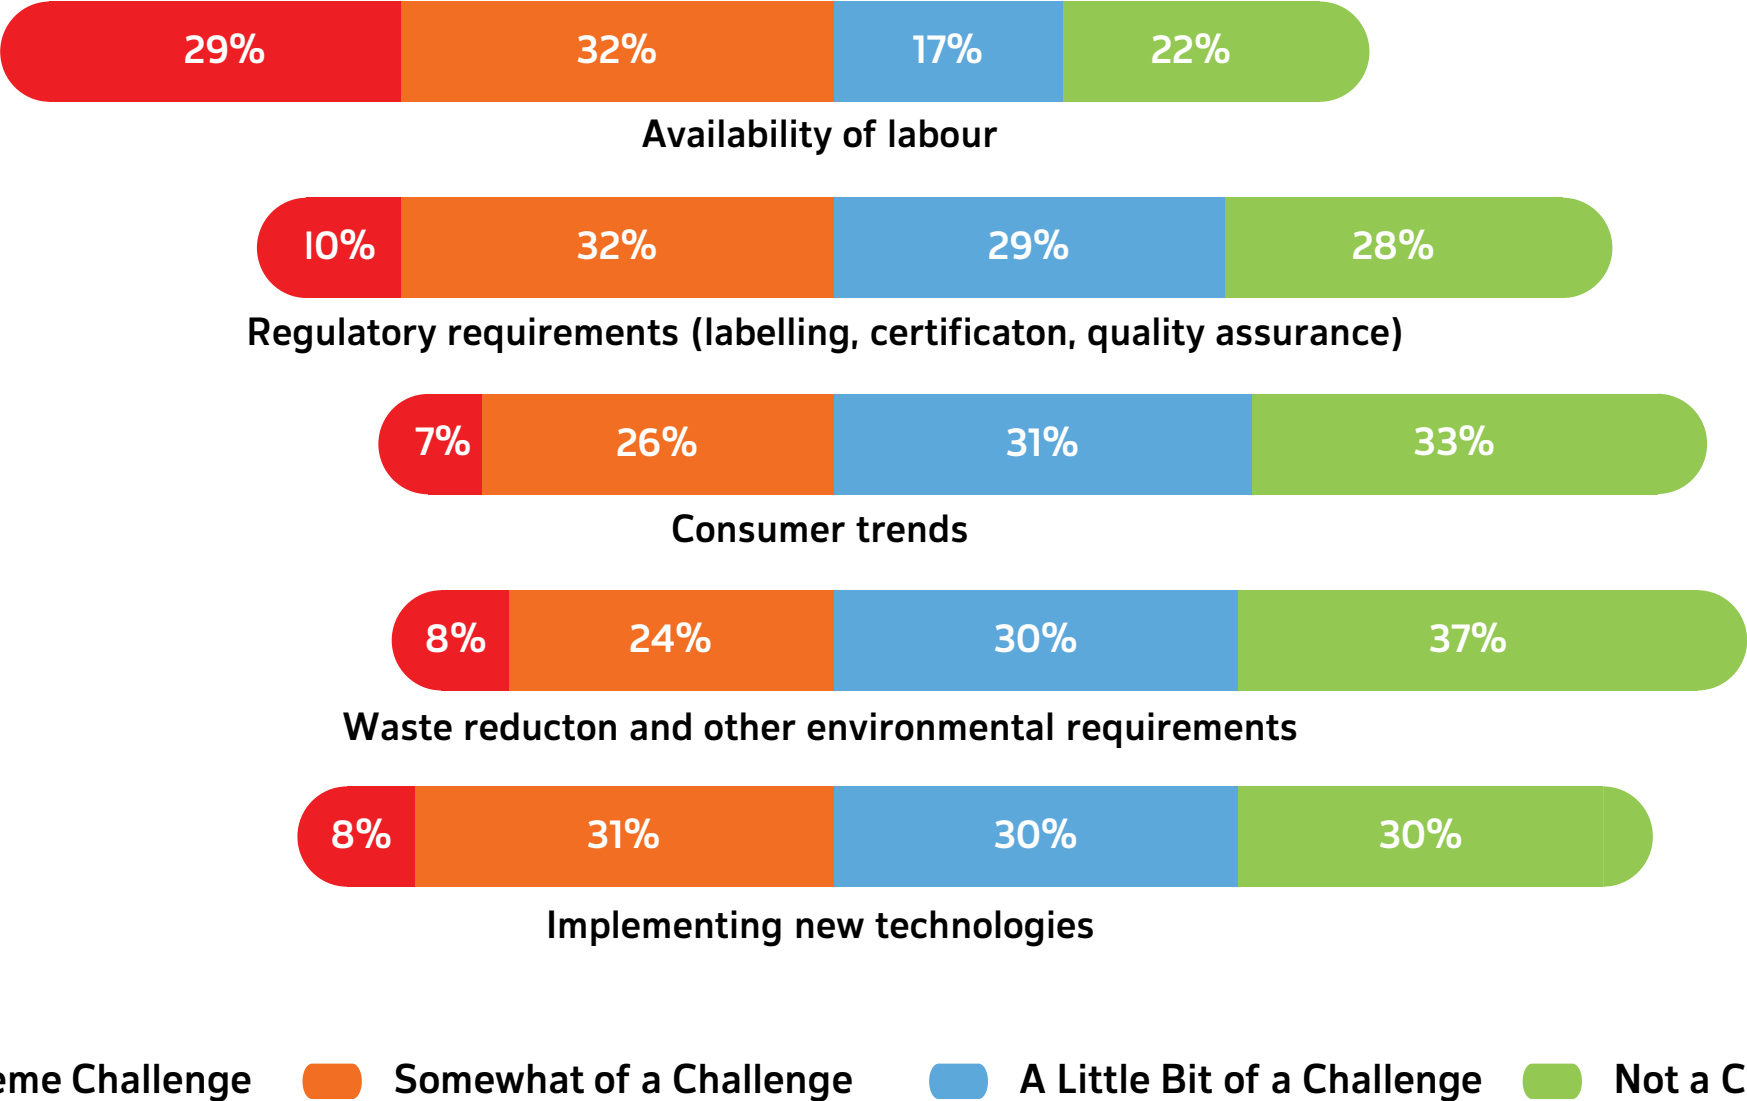 29% 32% 17% 22%
Availability of labour
10% 32% 29% 28%
Regulatory requirements (labelling, certificaton, quality assurance)
7% 26% 31% 33%
Consumer trends
8% 24% 30% 37%
Waste reducton and other environmental requirements
8% 31% 30% 30%
Implementing new technologies
eme Challenge Somewhat of a Challenge A Little Bit of a Challenge Not a C